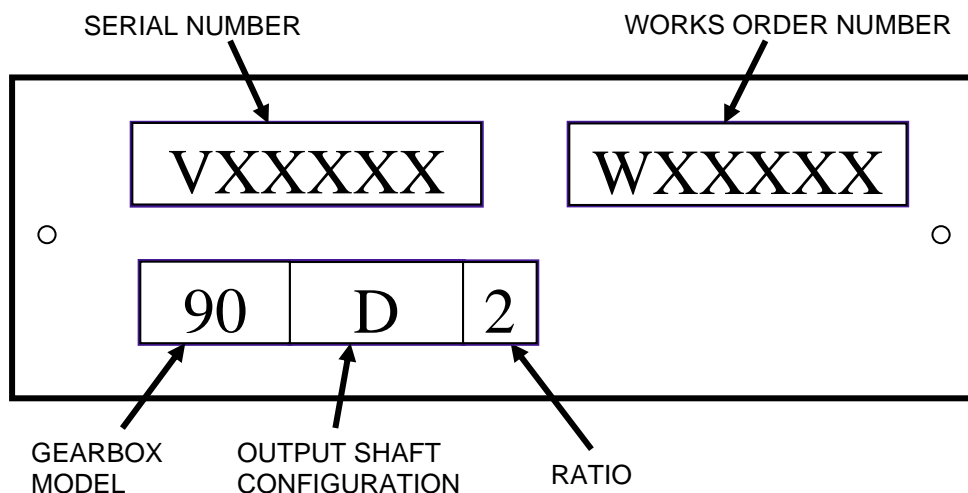 SERIAL NUMBER
WORKS ORDER NUMBER
VXXXXX
WXXXXX
90 D 2
GEARBOX MODEL
OUTPUT SHAFT CONFIGURATION
RATIO